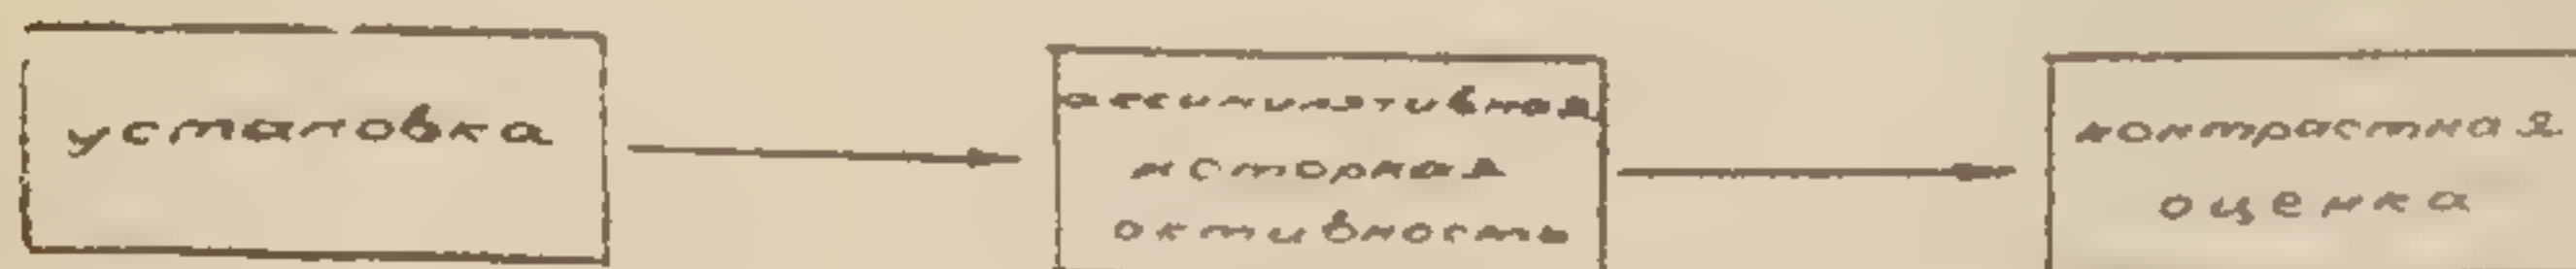 установка
ассимилятивная
моторная
активность
контрастная
оценка